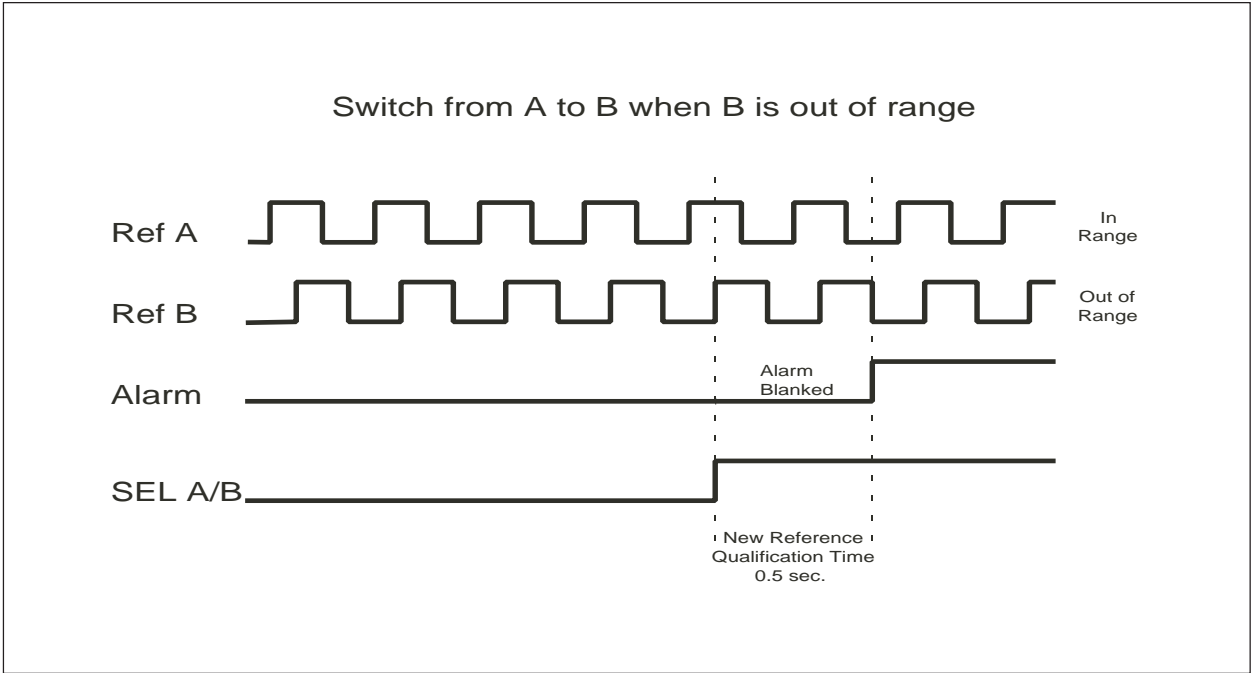 Switch from A to B when B is out of range
Ref A
In
Range
Ref B
Out of
Range
Alarm
Alarm
Blanked
SEL A/B
New Reference
Qualification Time
0.5 sec.